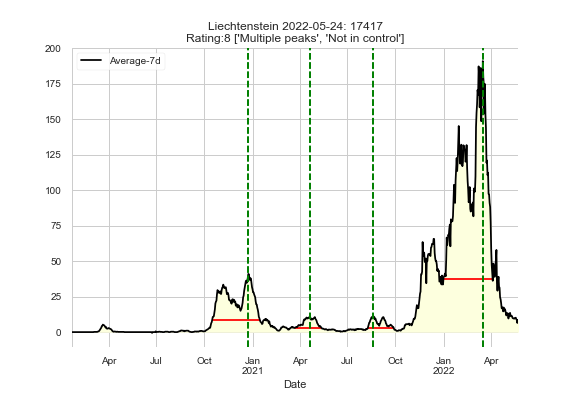 Liechtenstein 2022-05-24: 17417
Rating:8 ['Multiple peaks', 'Not in control']
Average-7d
200
175
150
125
100
75
50
25
0
Apr Jul Oct Jan Apr Jul Oct Jan Apr
2021 2022
Date